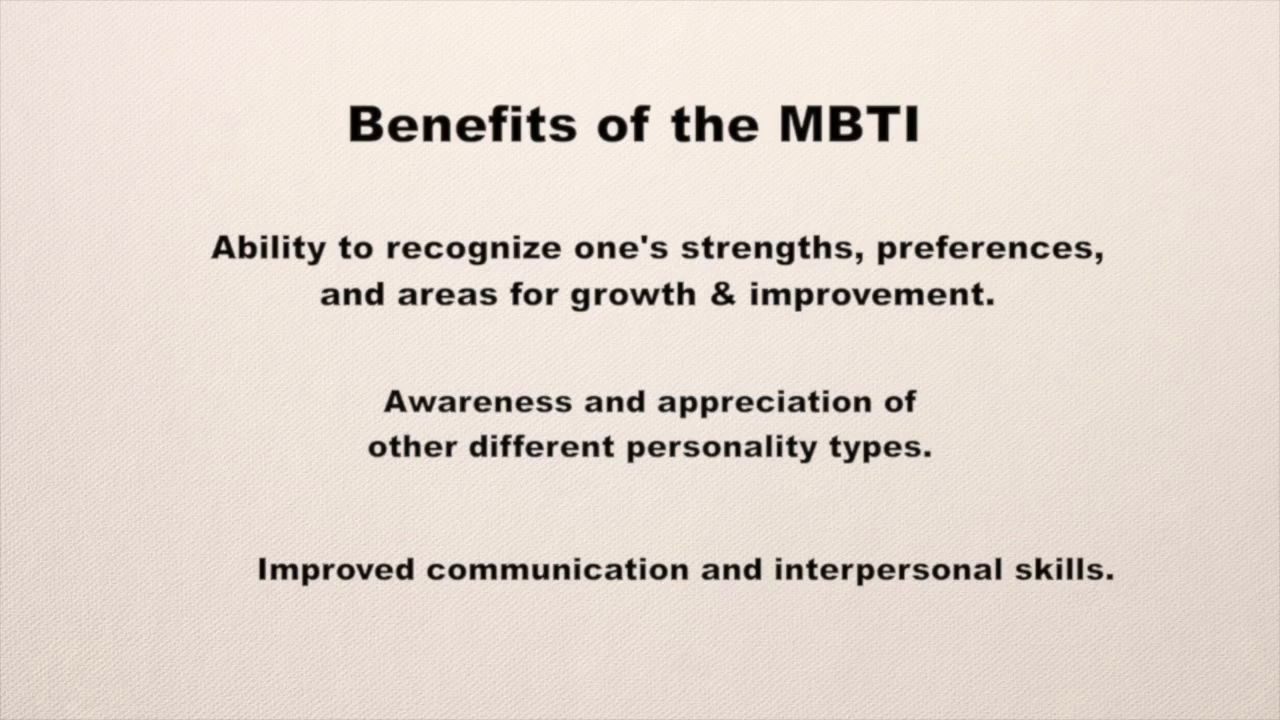 Benefits of the MBTI
Ability to recognize one's strengths, preferences,
and areas for growth & improvement.
Awareness and appreciation of
other different personality types.
Improved communication and interpersonal skills.